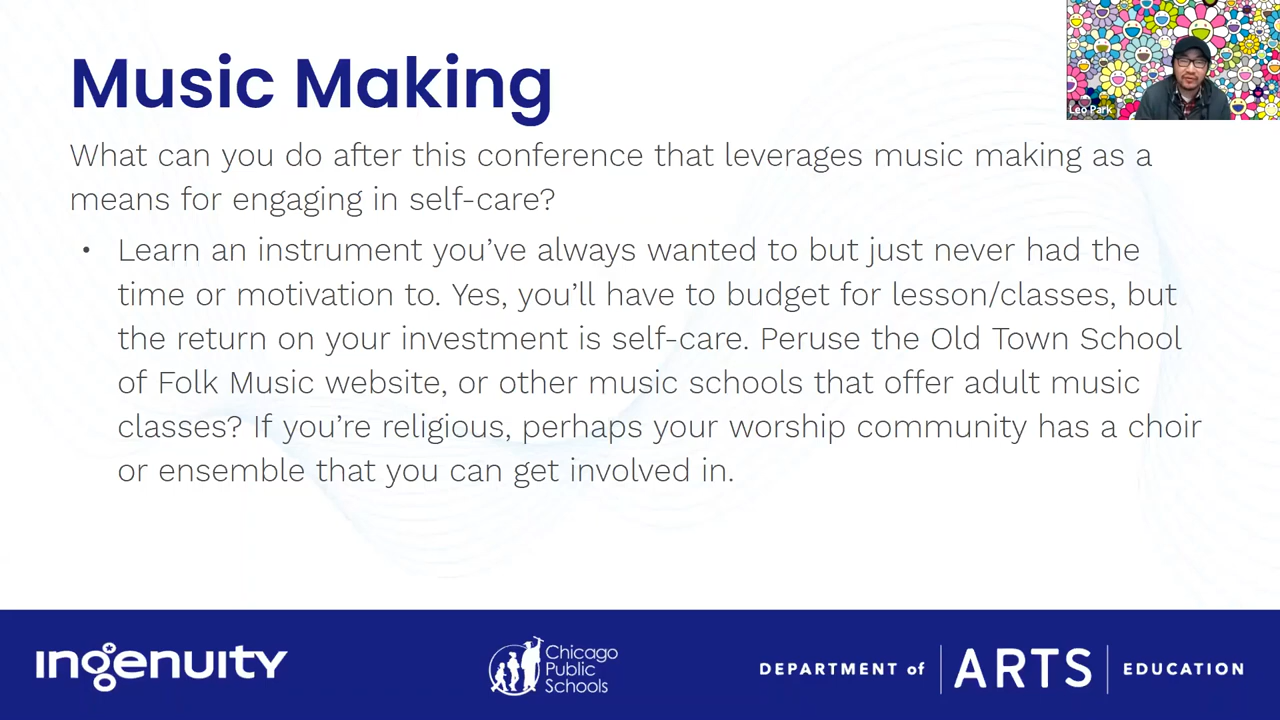 Music Making
Leo Park
What can you do after this conference that leverages music making as a
means for engaging in self-care?
• Learn an instrument you’ve always wanted to but just never had the
time or motivation to. Yes, you’ll have to budget for lesson/classes, but
the return on your investment is self-care. Peruse the Old Town School
of Folk Music website, or other music schools that offer adult music
classes? If you’re religious, perhaps your worship community has a choir
or ensemble that you can get involved in.
ingenuity
Chicago
Public
Schools
DEPARTMENT of ARTS EDUCATION